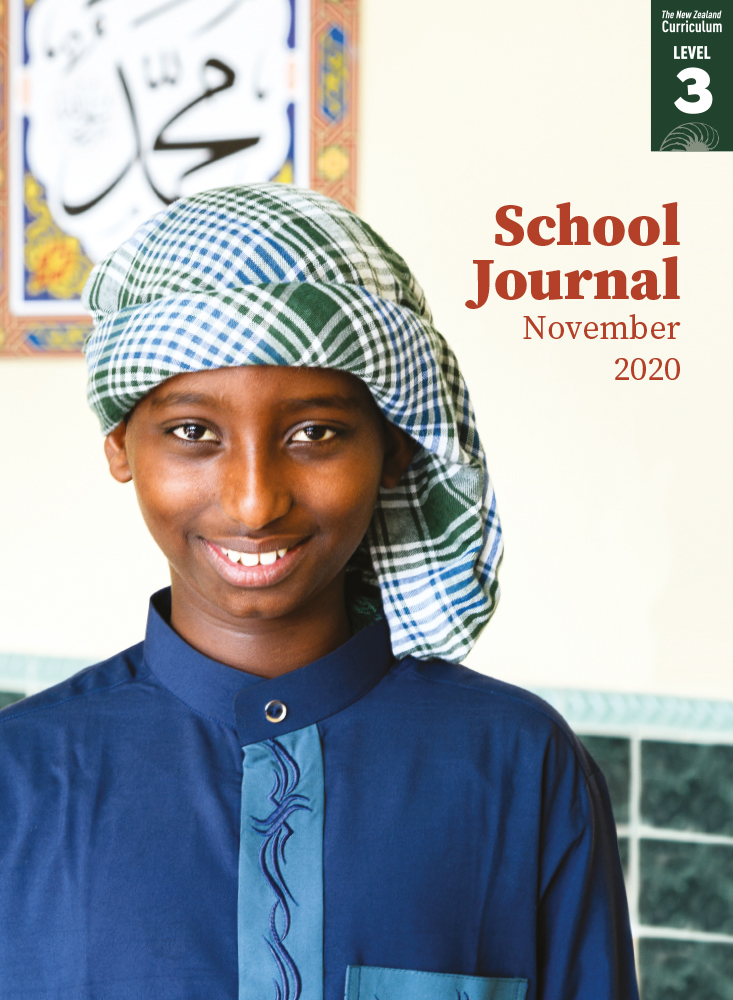 محمد
The New Zealand
Curriculum
LEVEL
3
School
Journal
November
2020